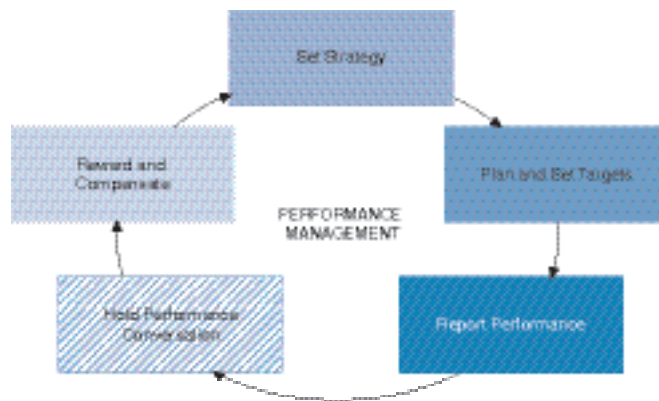 Set Strategy
Plan and Set Targets
Report Performance
Hold Performance
Conversation
Reward and
Compensate
PERFORMANCE
MANAGEMENT